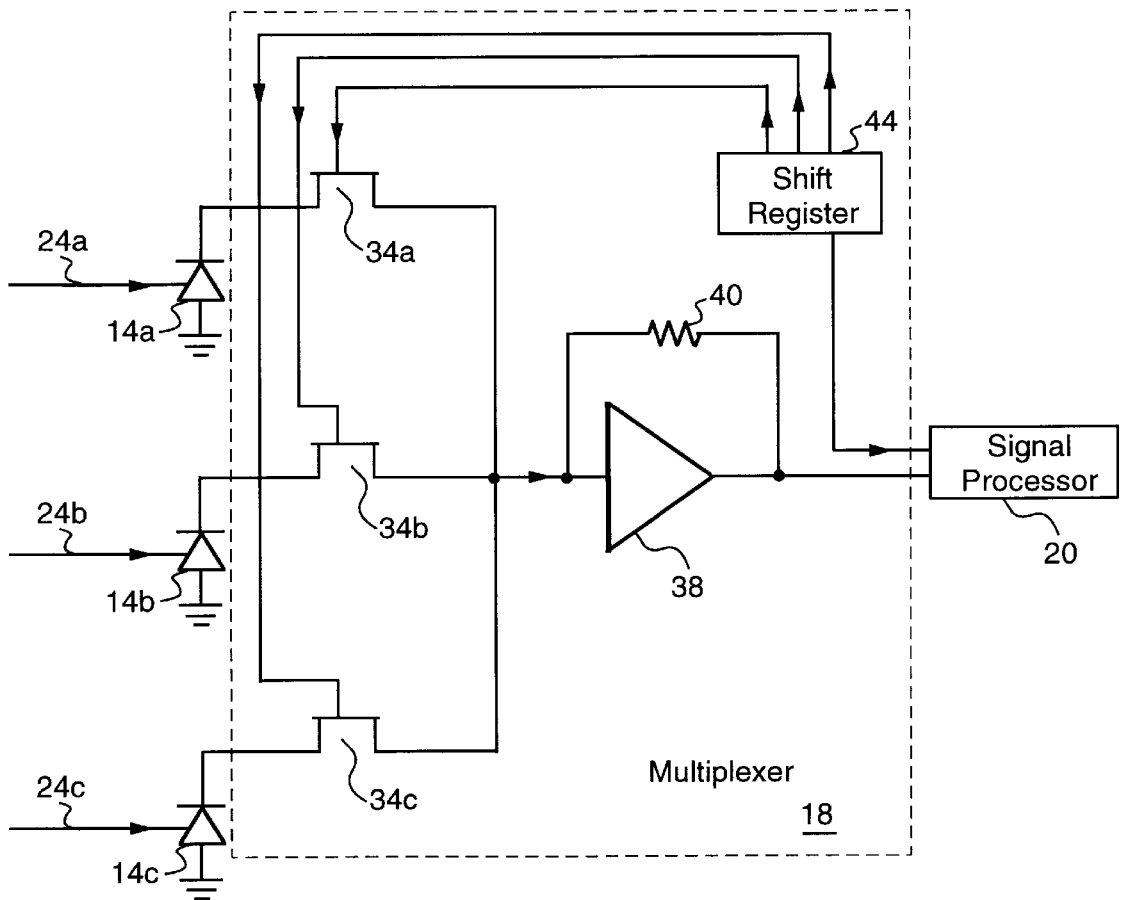 44
Shift
Register
24a
34a
14a
40
Signal
Processor
24b
34b
14b
38
20
Multiplexer
18
24c
34c
14c